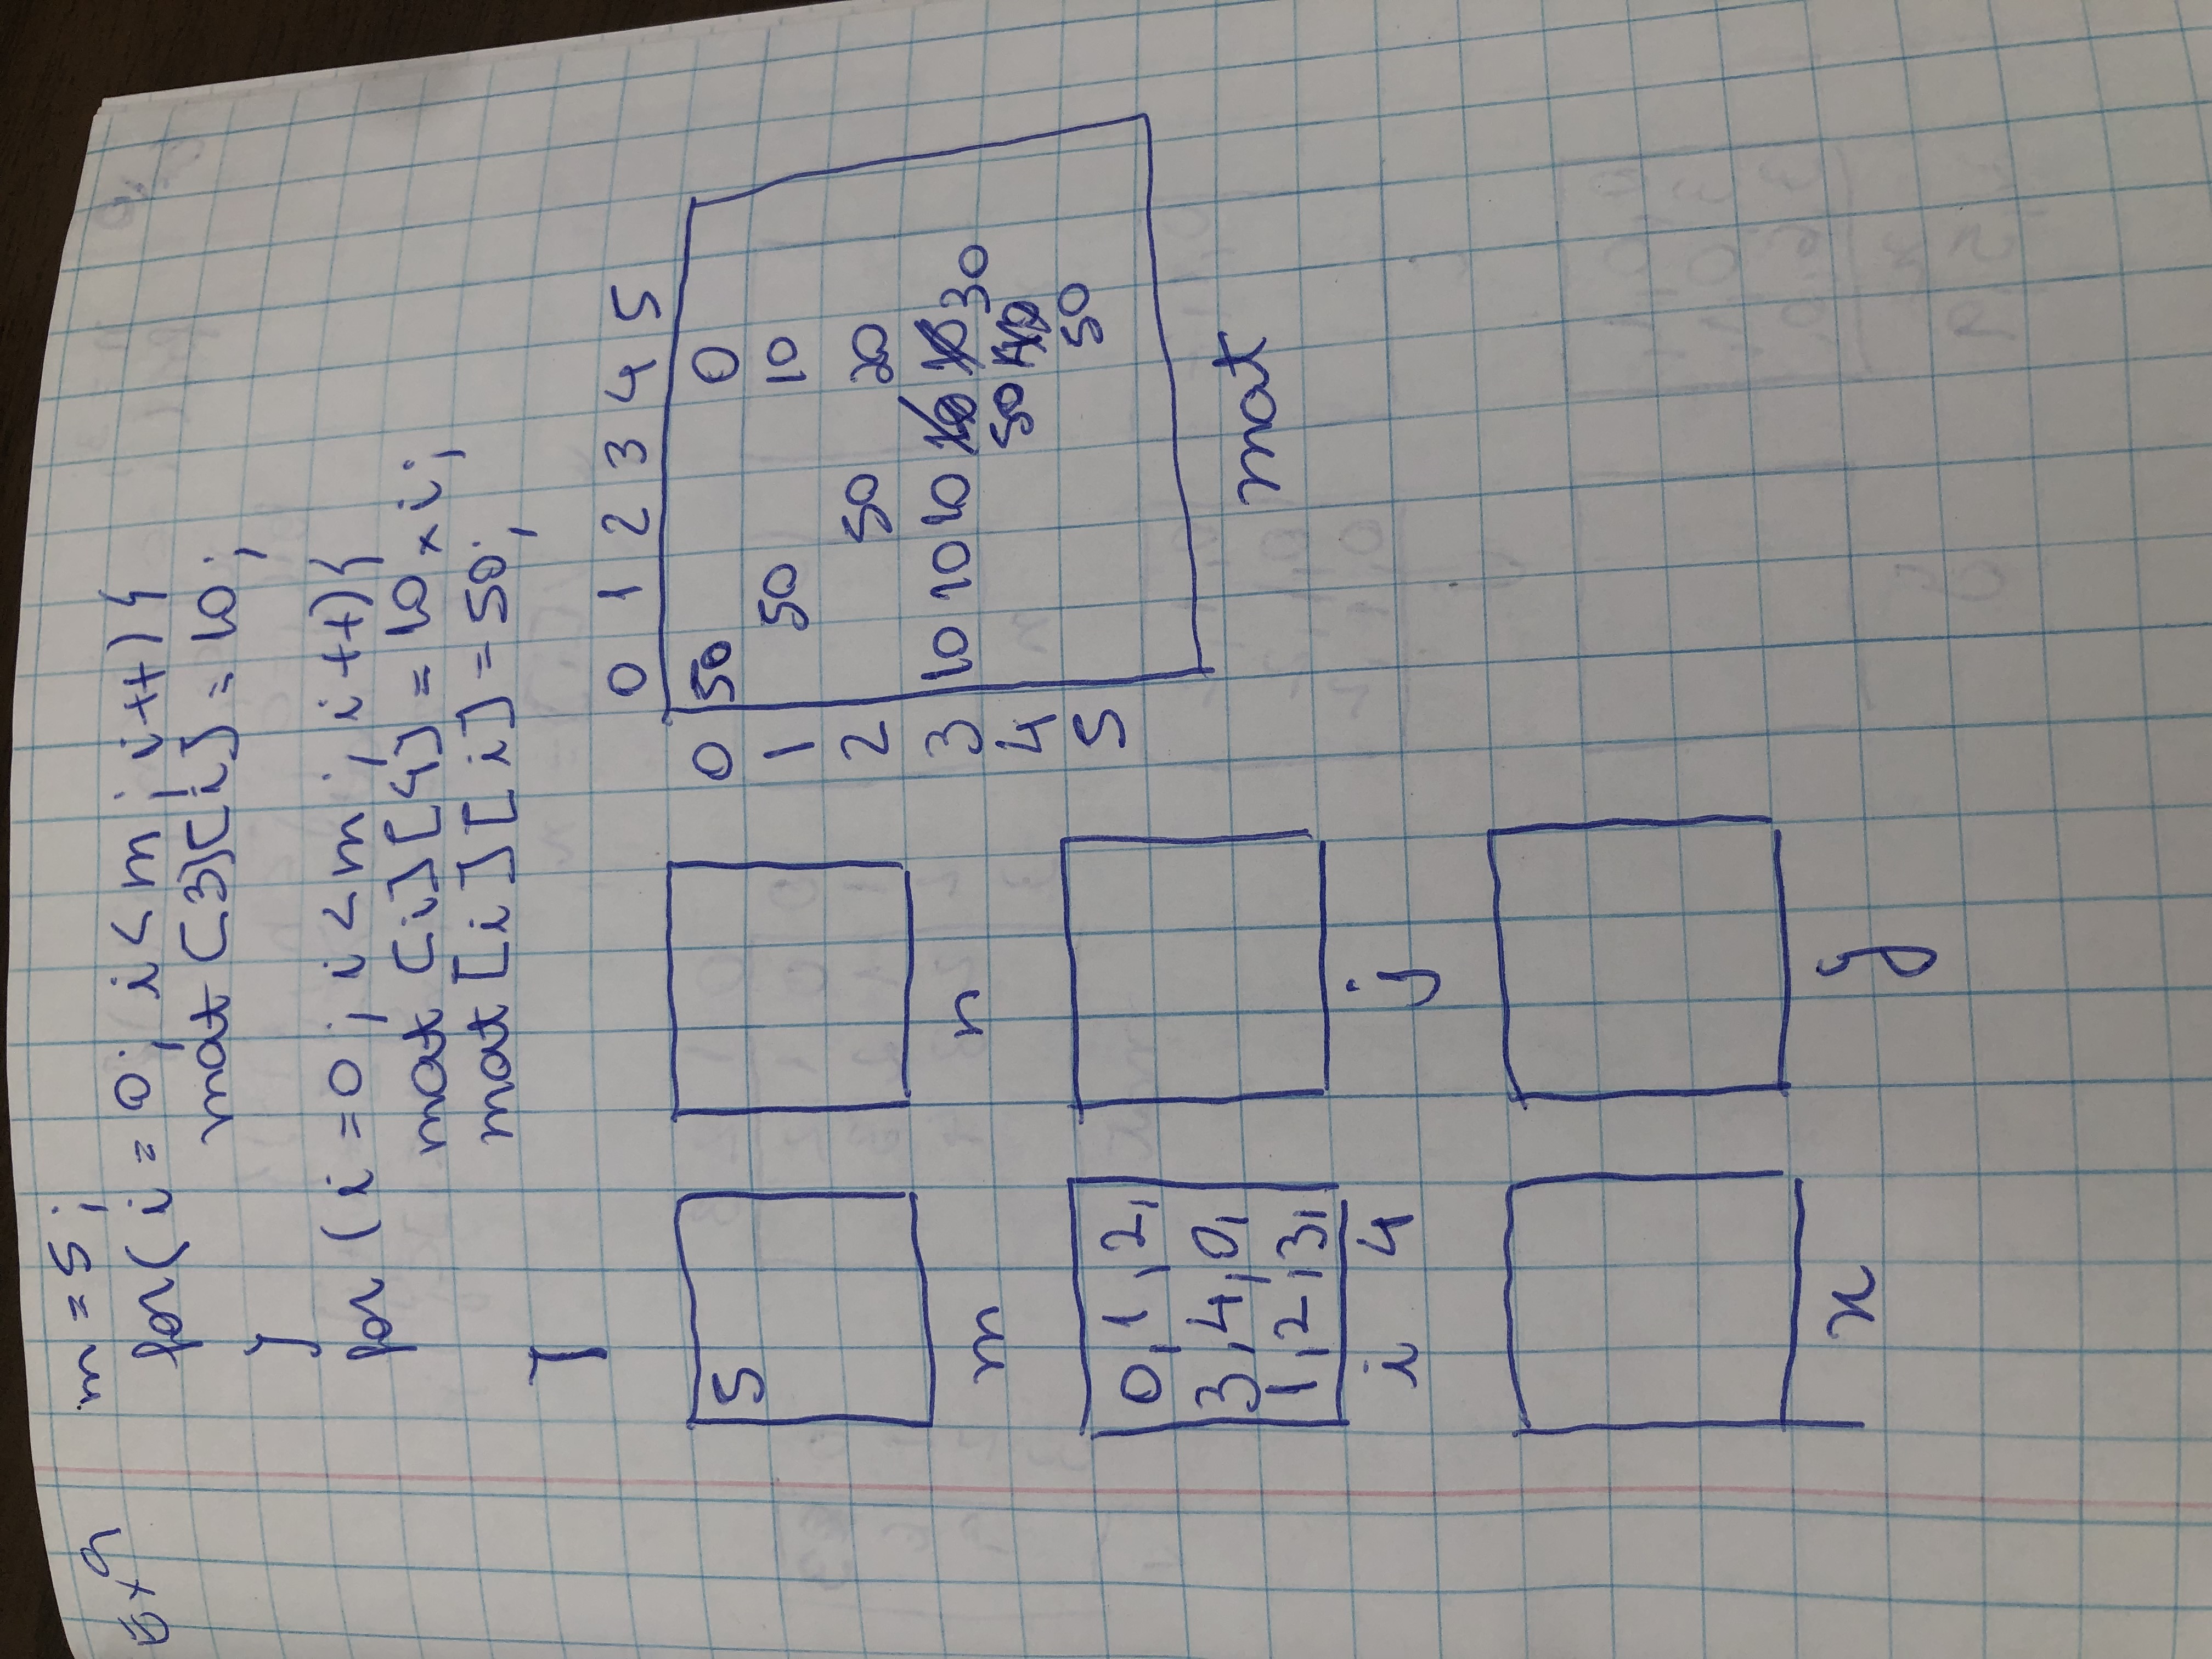 Ex 9
m = 5;
for( i = 0; i < m ; i++) {
mat [3][i] = 10;
}
for ( i = 0 ; i < m ; i++){
mat [i][4] = 10 x i;
mat [i][i] = 50;
}
0 1 2 3 4 5
0 50 0
1 50 10
2 50 20
3 10 10 10 10 10 30
4 50 40
5 50
mat
5
m
n
0, 1, 2,
3, 4, 0,
1, 2, 3,
i 4
j
x
y